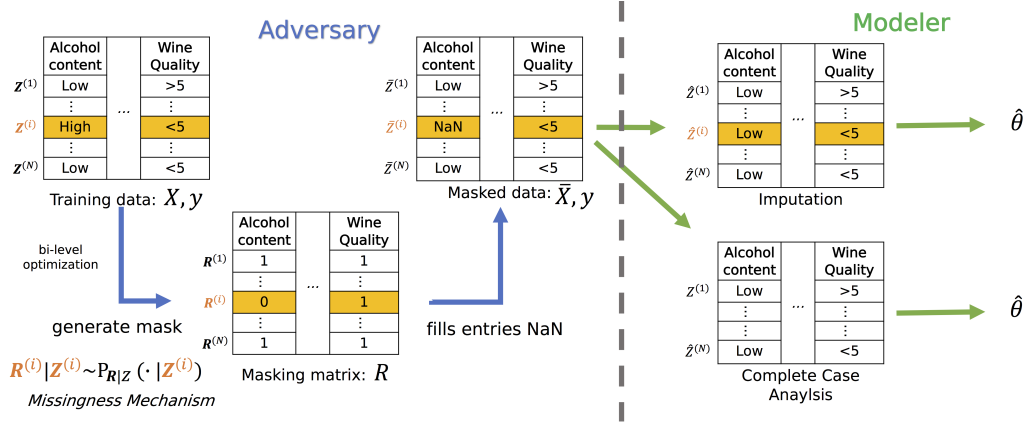 Adversary
Modeler
Alcohol content ... Wine Quality
Z⁽¹⁾ Low >5
⋮ ⋮
Z⁽ⁱ⁾ High <5
⋮ ⋮
Z⁽ᴺ⁾ Low <5
Training data: X, y
Alcohol content ... Wine Quality
Z̄⁽¹⁾ Low >5
⋮ ⋮
Z̄⁽ⁱ⁾ NaN <5
⋮ ⋮
Z̄⁽ᴺ⁾ Low <5
Masked data: X̄, y
bi-level
optimization
generate mask
R⁽ⁱ⁾|Z⁽ⁱ⁾~P_R|Z (· |Z⁽ⁱ⁾)
Missingness Mechanism
Alcohol content ... Wine Quality
R⁽¹⁾ 1 1
⋮ ⋮
R⁽ⁱ⁾ 0 1
⋮ ⋮
R⁽ᴺ⁾ 1 1
Masking matrix: R
fills entries NaN
Alcohol content ... Wine Quality
Ẑ⁽¹⁾ Low >5
⋮ ⋮
Ẑ⁽ⁱ⁾ Low <5
⋮ ⋮
Ẑ⁽ᴺ⁾ Low <5
Imputation
θ̂
Alcohol content ... Wine Quality
Z⁽¹⁾ Low >5
⋮ ⋮
⋮ ⋮
Ẑ⁽ᴺ⁾ Low <5
Complete Case
Anaylsis
θ̂